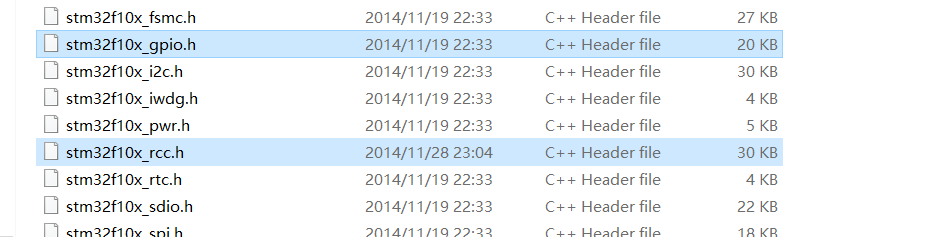 stm32f10x_fsmc.h 2014/11/19 22:33 C++ Header file 27 KB
stm32f10x_gpio.h 2014/11/19 22:33 C++ Header file 20 KB
stm32f10x_i2c.h 2014/11/19 22:33 C++ Header file 30 KB
stm32f10x_iwdg.h 2014/11/19 22:33 C++ Header file 4 KB
stm32f10x_pwr.h 2014/11/19 22:33 C++ Header file 5 KB
stm32f10x_rcc.h 2014/11/28 23:04 C++ Header file 30 KB
stm32f10x_rtc.h 2014/11/19 22:33 C++ Header file 4 KB
stm32f10x_sdio.h 2014/11/19 22:33 C++ Header file 22 KB
stm32f10x_spi.h 2014/11/19 22:33 C++ Header file 18 KB